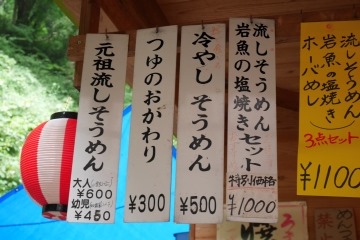 流しそうめん
岩魚の塩焼き
ホーバめし
3点セット
¥1100
流しそうめん
岩魚の塩焼きセット
特別価格
¥1000
冷やしそうめん
¥500
つゆのおがわり
¥300
元祖流しそうめん
大人
¥600
幼児
¥450